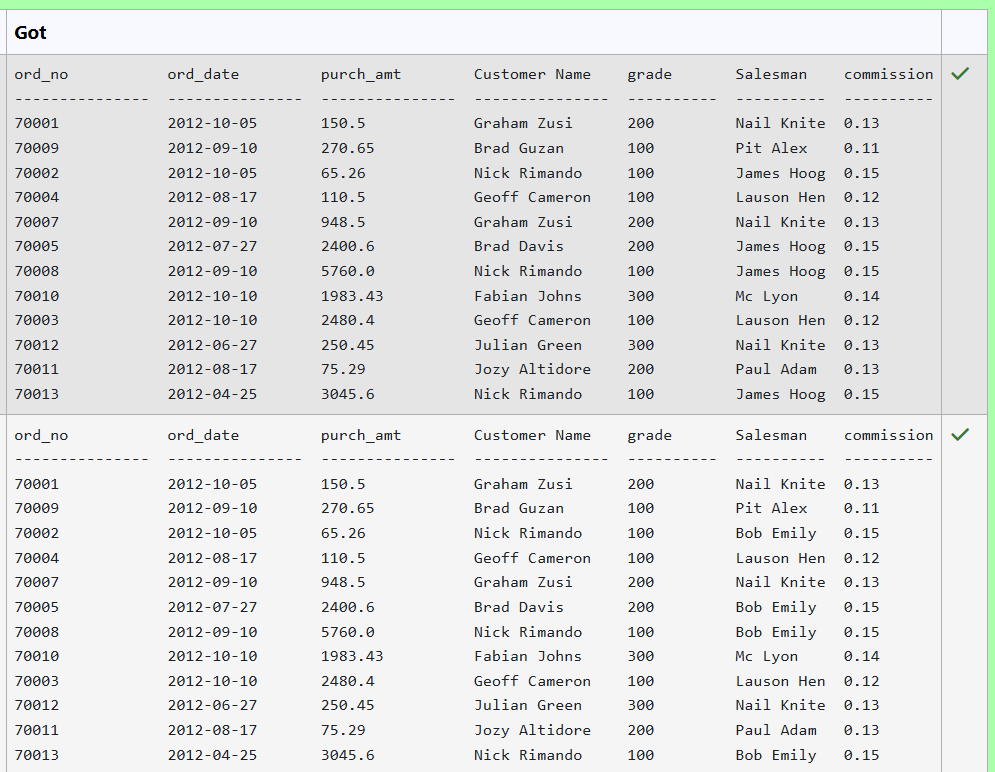 Got
ord_no ord_date purch_amt Customer Name grade Salesman commission
--------------- --------------- --------------- --------------- ---------- ---------- ----------
70001 2012-10-05 150.5 Graham Zusi 200 Nail Knite 0.13
70009 2012-09-10 270.65 Brad Guzan 100 Pit Alex 0.11
70002 2012-10-05 65.26 Nick Rimando 100 James Hoog 0.15
70004 2012-08-17 110.5 Geoff Cameron 100 Lauson Hen 0.12
70007 2012-09-10 948.5 Graham Zusi 200 Nail Knite 0.13
70005 2012-07-27 2400.6 Brad Davis 200 James Hoog 0.15
70008 2012-09-10 5760.0 Nick Rimando 100 James Hoog 0.15
70010 2012-10-10 1983.43 Fabian Johns 300 Mc Lyon 0.14
70003 2012-10-10 2480.4 Geoff Cameron 100 Lauson Hen 0.12
70012 2012-06-27 250.45 Julian Green 300 Nail Knite 0.13
70011 2012-08-17 75.29 Jozy Altidore 200 Paul Adam 0.13
70013 2012-04-25 3045.6 Nick Rimando 100 James Hoog 0.15
ord_no ord_date purch_amt Customer Name grade Salesman commission
--------------- --------------- --------------- --------------- ---------- ---------- ----------
70001 2012-10-05 150.5 Graham Zusi 200 Nail Knite 0.13
70009 2012-09-10 270.65 Brad Guzan 100 Pit Alex 0.11
70002 2012-10-05 65.26 Nick Rimando 100 Bob Emily 0.15
70004 2012-08-17 110.5 Geoff Cameron 100 Lauson Hen 0.12
70007 2012-09-10 948.5 Graham Zusi 200 Nail Knite 0.13
70005 2012-07-27 2400.6 Brad Davis 200 Bob Emily 0.15
70008 2012-09-10 5760.0 Nick Rimando 100 Bob Emily 0.15
70010 2012-10-10 1983.43 Fabian Johns 300 Mc Lyon 0.14
70003 2012-10-10 2480.4 Geoff Cameron 100 Lauson Hen 0.12
70012 2012-06-27 250.45 Julian Green 300 Nail Knite 0.13
70011 2012-08-17 75.29 Jozy Altidore 200 Paul Adam 0.13
70013 2012-04-25 3045.6 Nick Rimando 100 Bob Emily 0.15